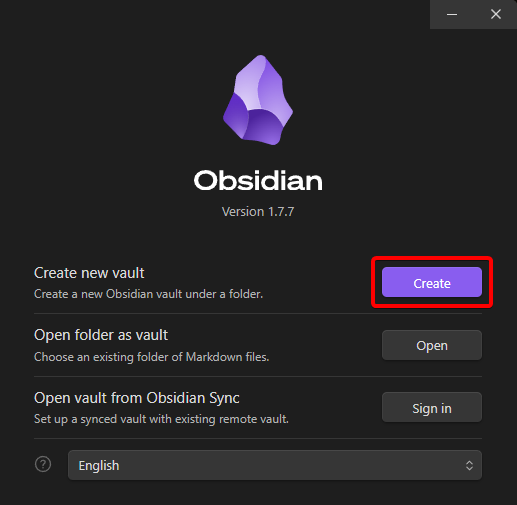 Obsidian
Version 1.7.7
Create new vault
Create a new Obsidian vault under a folder.
Create
Open folder as vault
Choose an existing folder of Markdown files.
Open
Open vault from Obsidian Sync
Set up a synced vault with existing remote vault.
Sign in
?
English